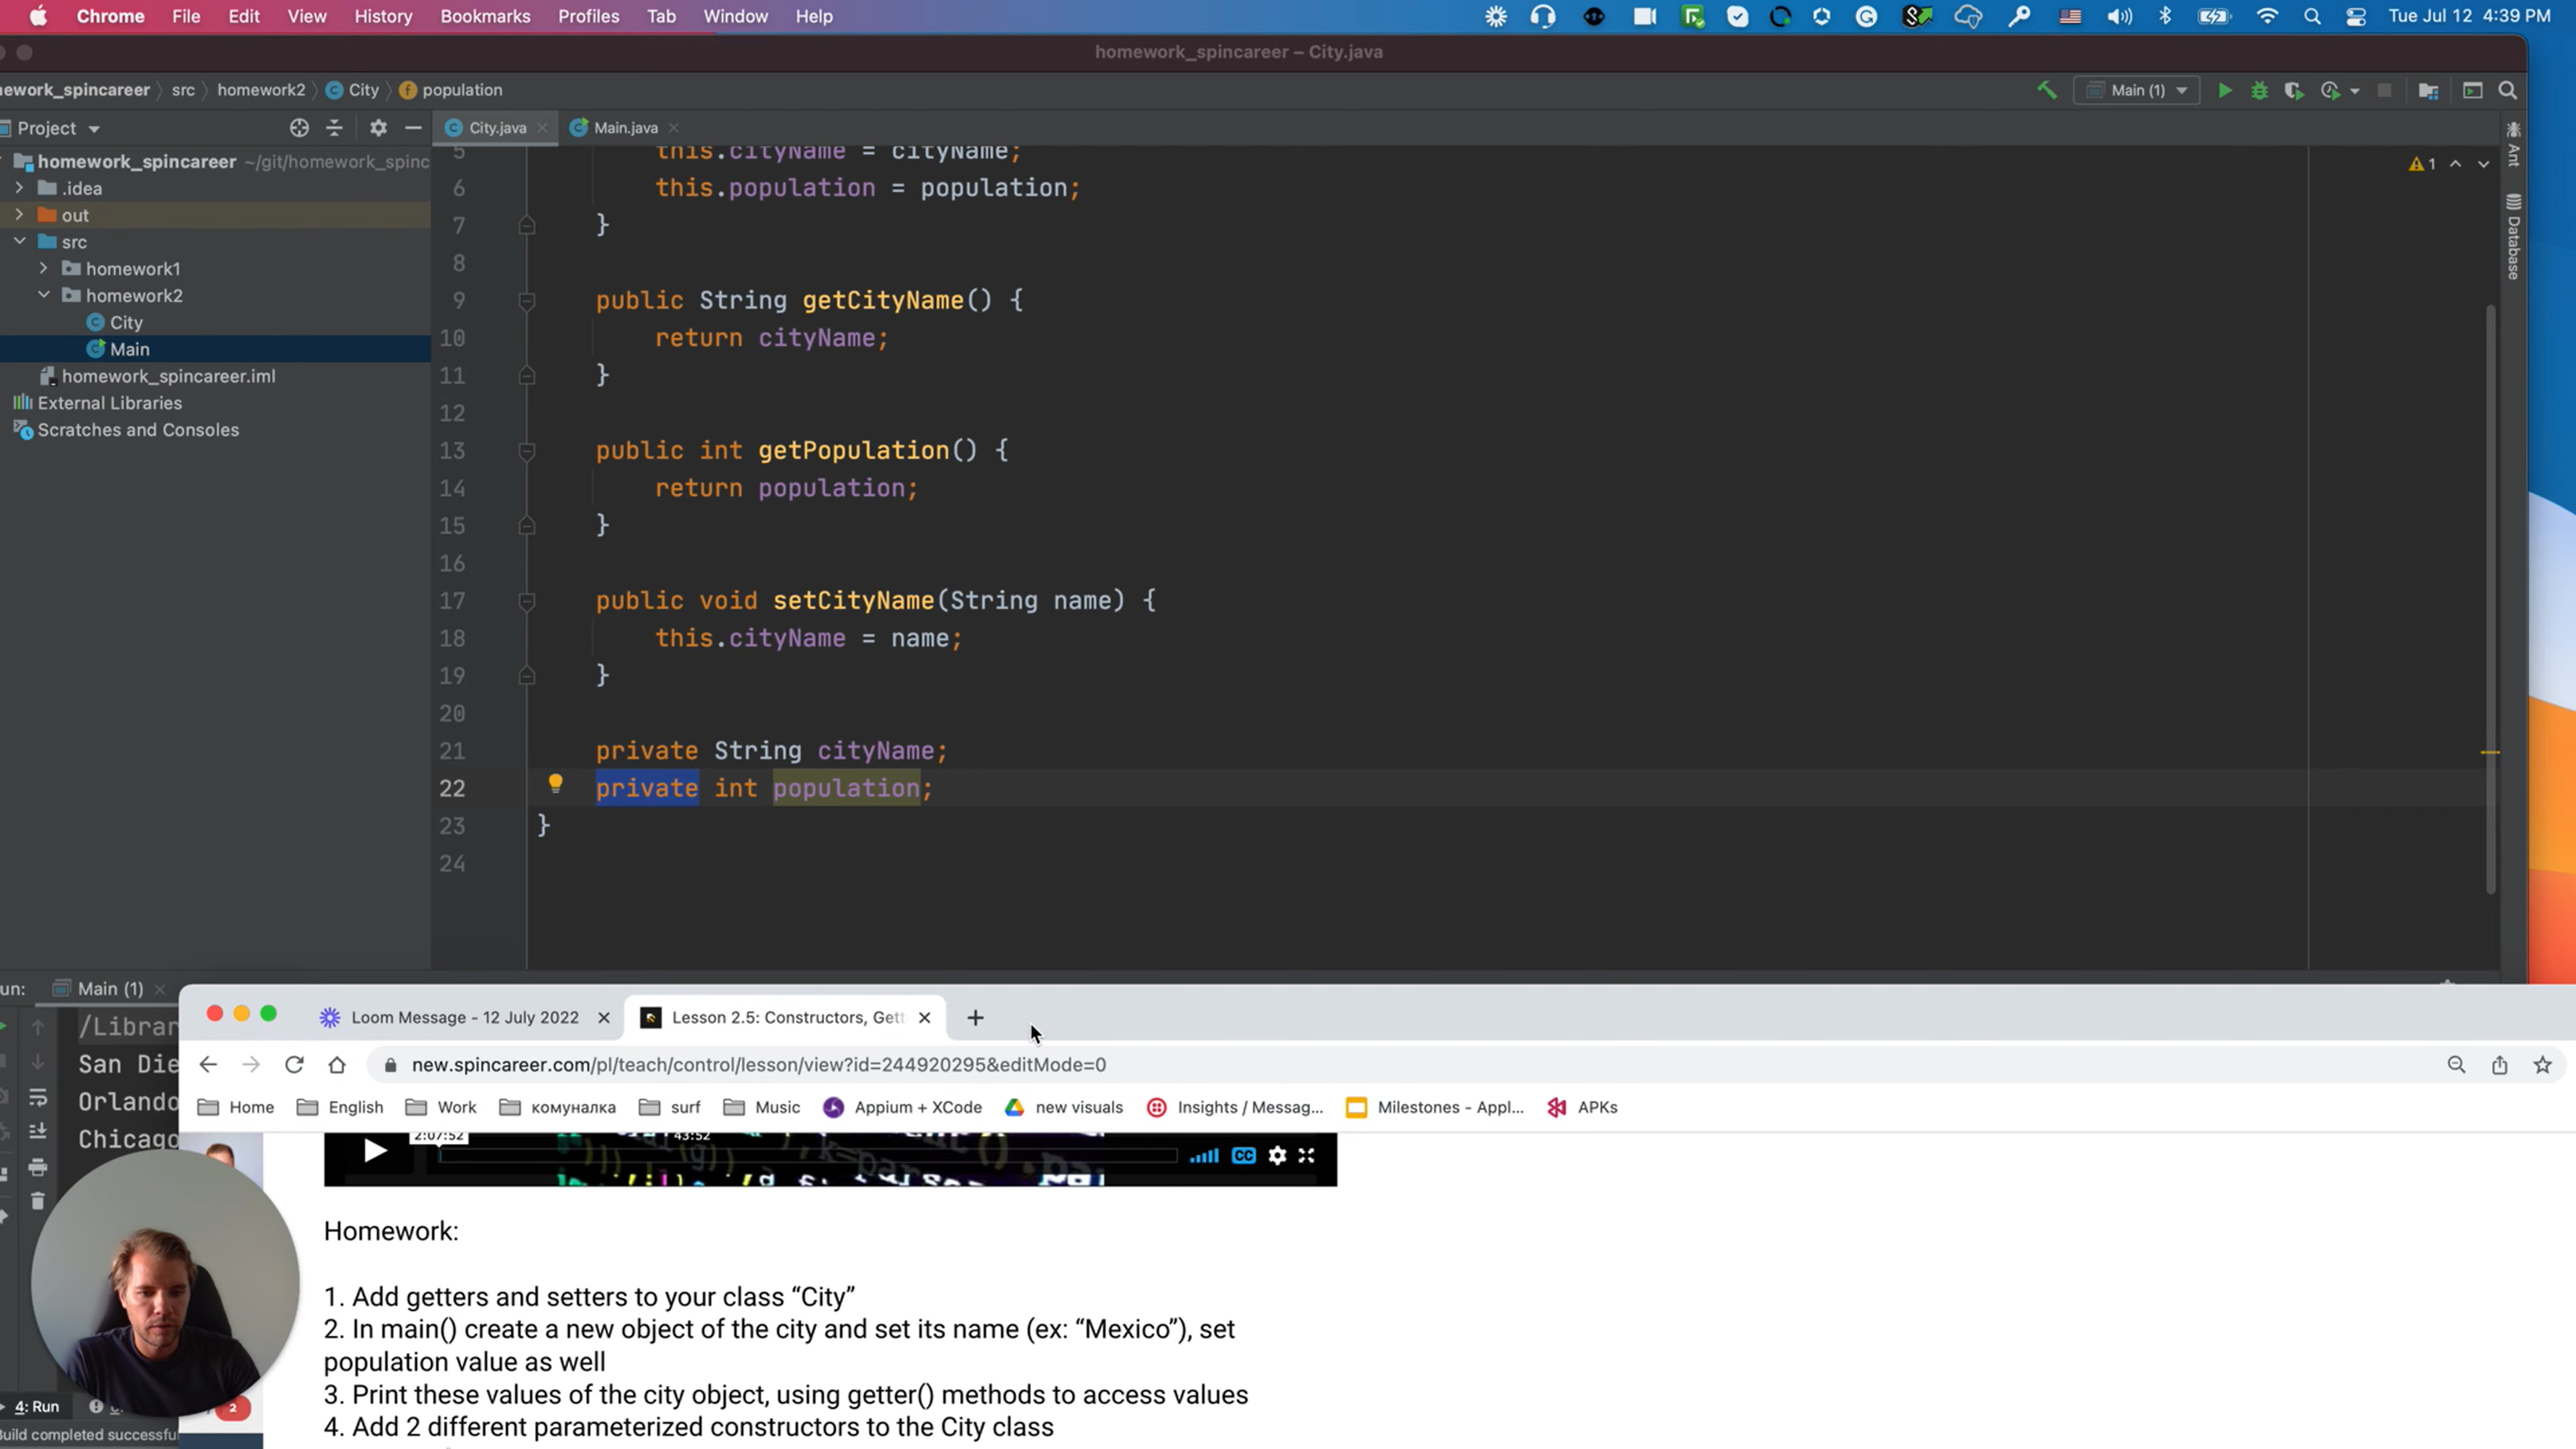 Chrome File Edit View History Bookmarks Profiles Tab Window Help Tue Jul 12 4:39 PM
homework_spincareer – City.java
ework_spincareer src homework2 City population Main (1)
Project City.java Main.java
homework_spincareer ~/git/homework_spinc
.idea
out
src
homework1
homework2
City
Main
homework_spincareer.iml
External Libraries
Scratches and Consoles
5 this.cityName = cityName;
6 this.population = population;
7 }
8
9 public String getCityName() {
10 return cityName;
11 }
12
13 public int getPopulation() {
14 return population;
15 }
16
17 public void setCityName(String name) {
18 this.cityName = name;
19 }
20
21 private String cityName;
22 private int population;
23 }
24
1
Ant
Database
un: Main (1)
/Librar
San Die
Orlando
Chicago
4: Run
Build completed successfu
2
Loom Message - 12 July 2022 Lesson 2.5: Constructors, Gett
new.spincareer.com/pl/teach/control/lesson/view?id=244920295&editMode=0
Home English Work комуналка surf Music Appium + XCode new visuals Insights / Messag... Milestones - Appl... APKs
2:07:52 43:52
CC
Homework:
1. Add getters and setters to your class “City”
2. In main() create a new object of the city and set its name (ex: “Mexico”), set
population value as well
3. Print these values of the city object, using getter() methods to access values
4. Add 2 different parameterized constructors to the City class